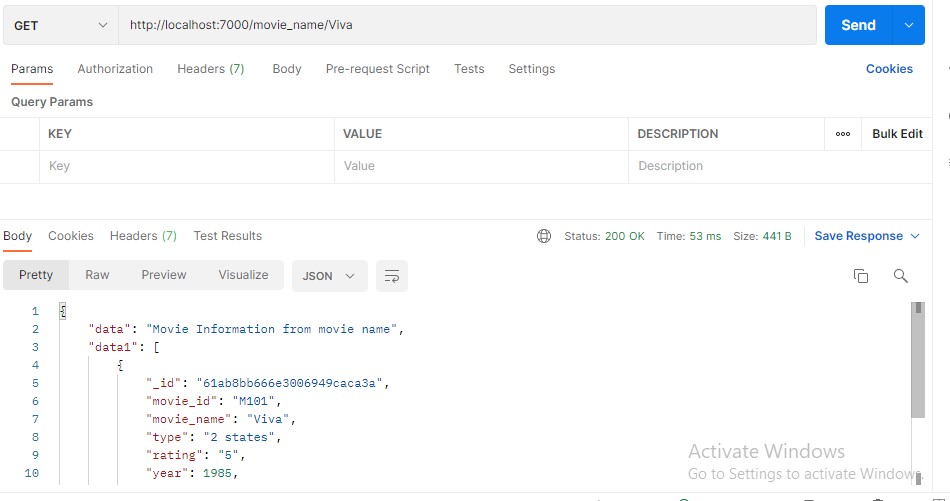 GET http://localhost:7000/movie_name/Viva Send
Params Authorization Headers (7) Body Pre-request Script Tests Settings Cookies
Query Params
KEY VALUE DESCRIPTION ooo Bulk Edit
Key Value Description
Body Cookies Headers (7) Test Results Status: 200 OK Time: 53 ms Size: 441 B Save Response
Pretty Raw Preview Visualize JSON
1 {
2 "data": "Movie Information from movie name",
3 "data1": [
4 {
5 "_id": "61ab8bb666e3006949caca3a",
6 "movie_id": "M101",
7 "movie_name": "Viva",
8 "type": "2 states",
9 "rating": "5",
10 "year": 1985,
Activate Windows
Go to Settings to activate Windows.